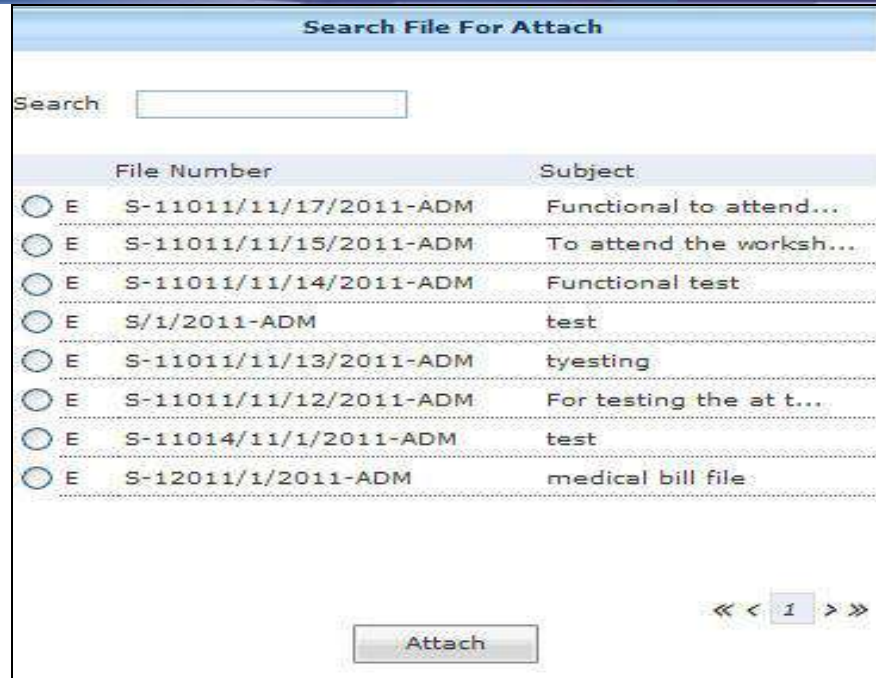 Search File For Attach
Search
File Number Subject
E S-11011/11/17/2011-ADM Functional to attend...
E S-11011/11/15/2011-ADM To attend the worksh...
E S-11011/11/14/2011-ADM Functional test
E S/1/2011-ADM test
E S-11011/11/13/2011-ADM tyesting
E S-11011/11/12/2011-ADM For testing the at t...
E S-11014/11/1/2011-ADM test
E S-12011/1/2011-ADM medical bill file
« < 1 > »
Attach